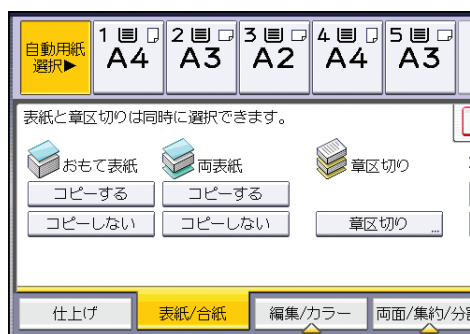 自動用紙
選択▶
1
A4
2
A3
3
A2
4
A4
5
A3
表紙と章区切りは同時に選択できます。
おもて表紙
両表紙
章区切り
コピーする
コピーする
コピーしない
コピーしない
章区切り ...
仕上げ
表紙/合紙
編集/カラー
両面/集約/分